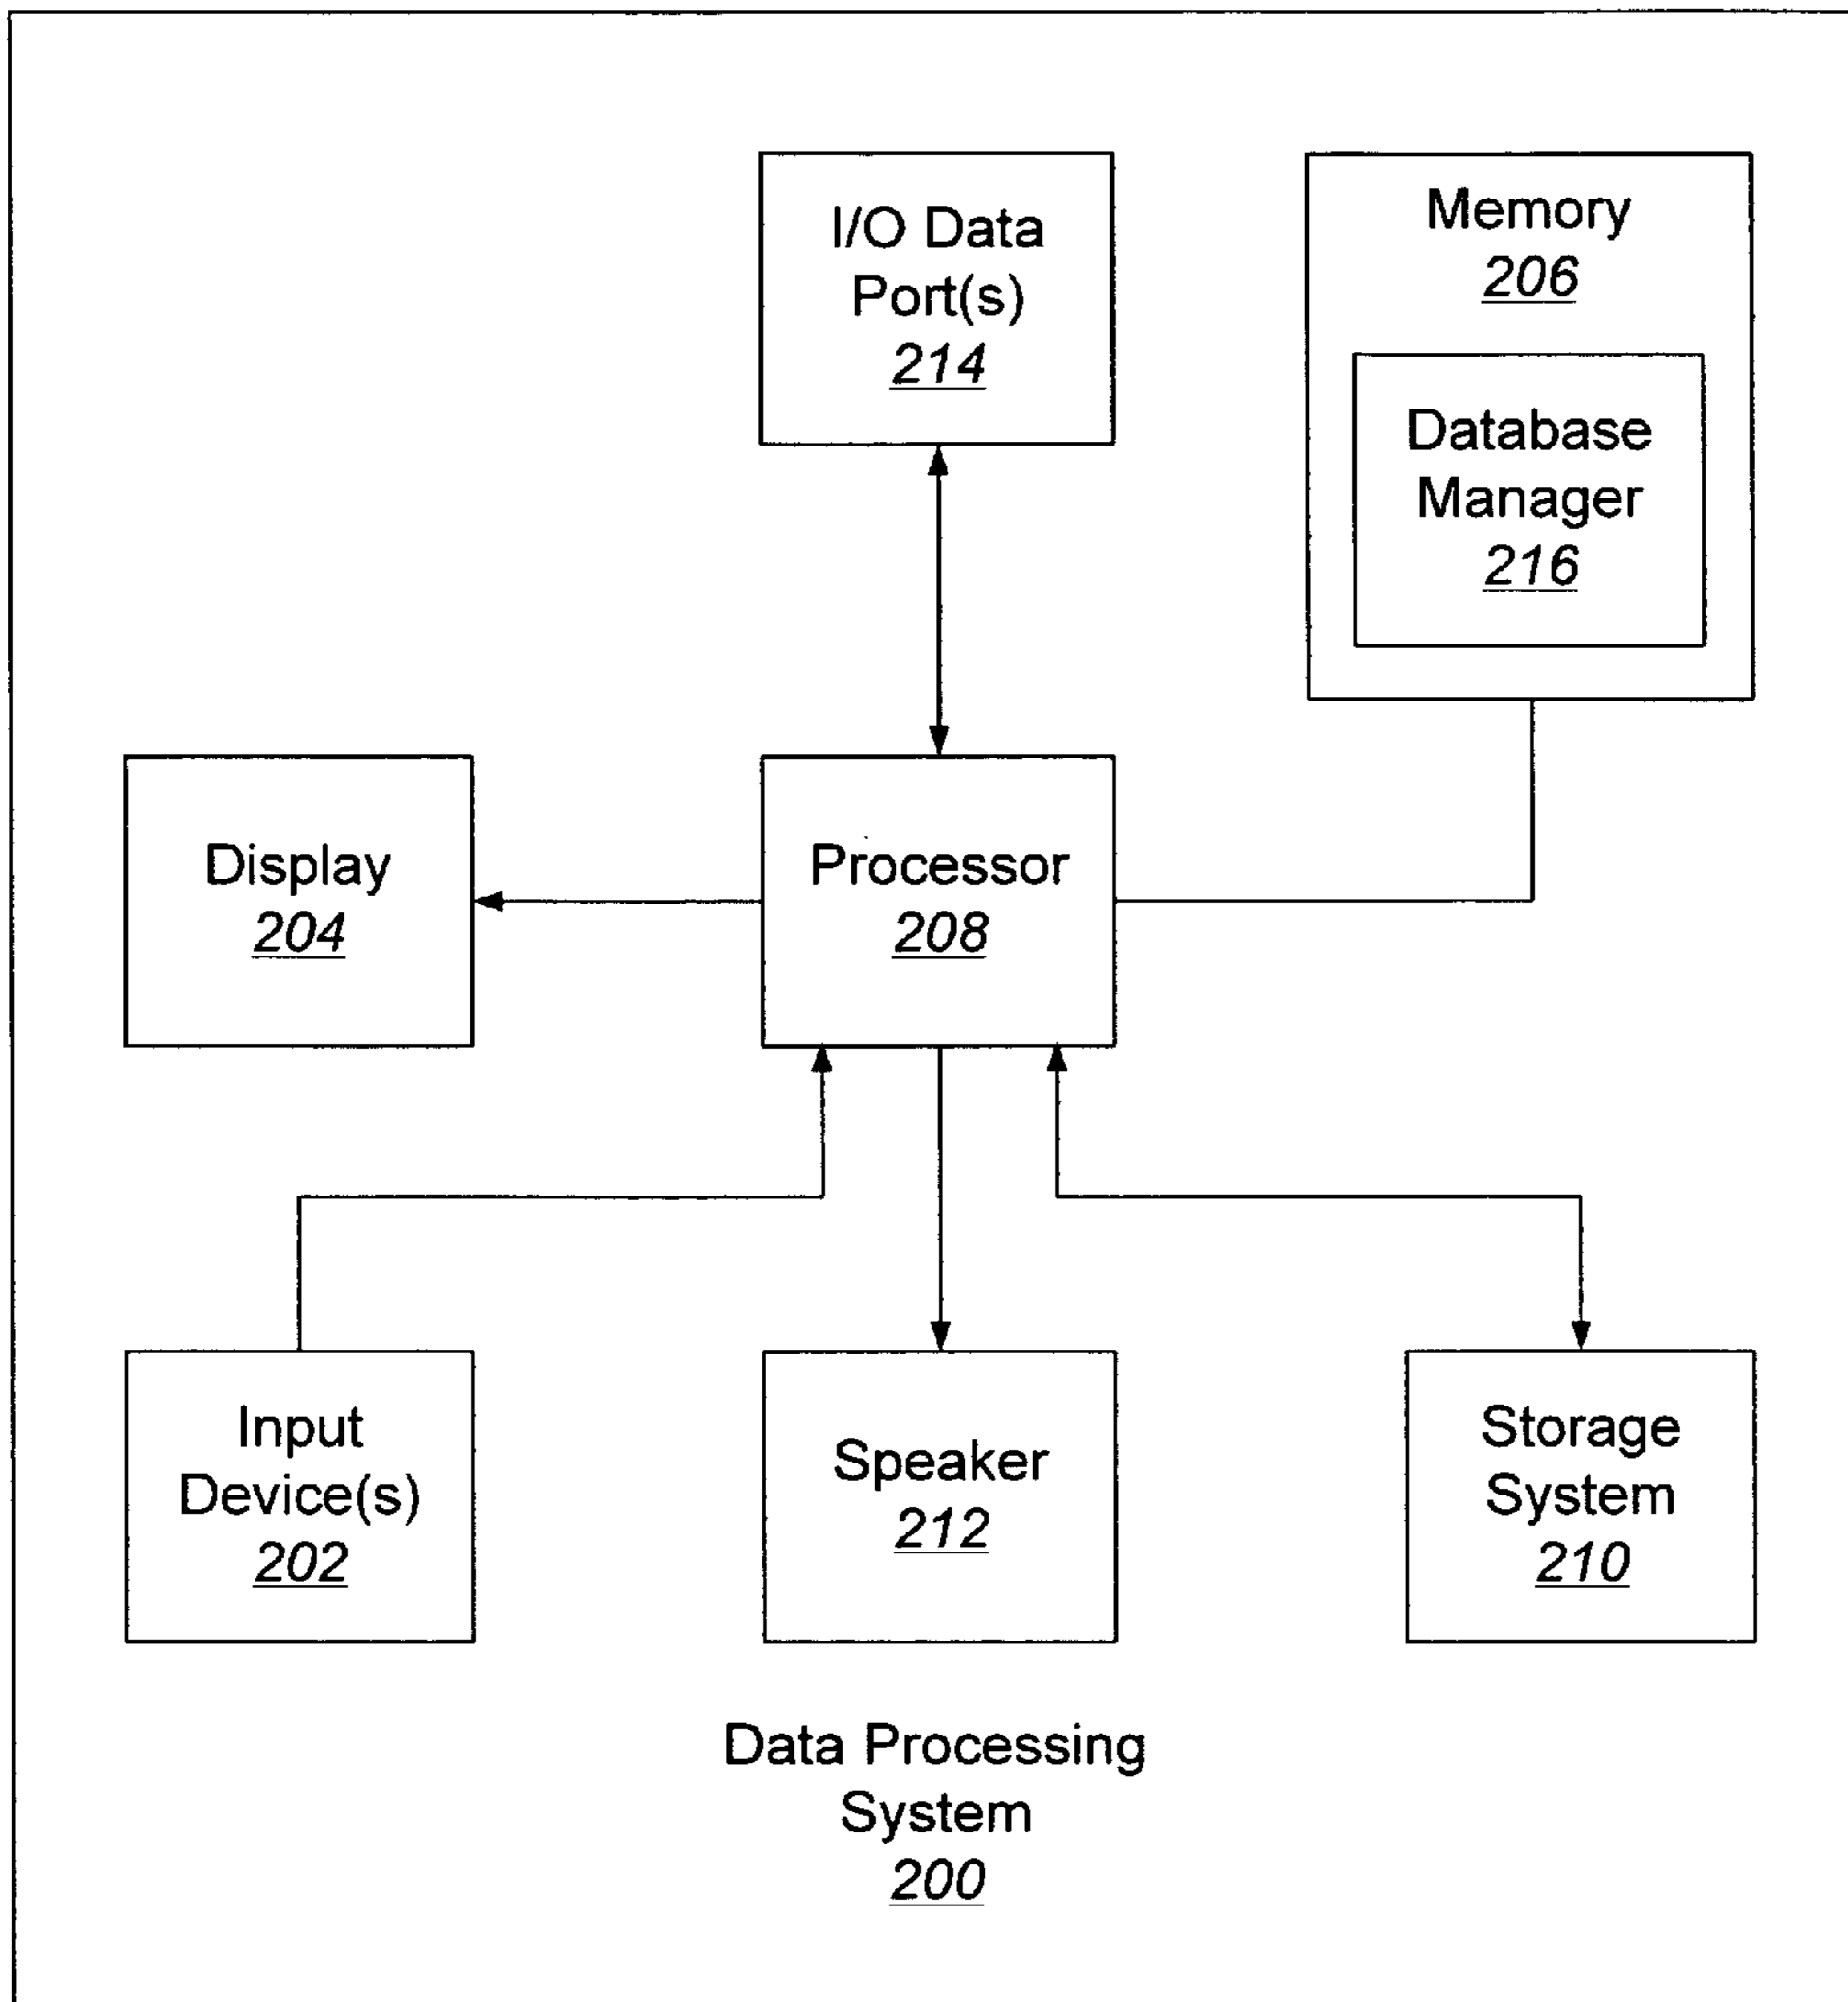 I/O Data
Port(s)
214
Memory
206
Database
Manager
216
Display
204
Processor
208
Input
Device(s)
202
Speaker
212
Storage
System
210
Data Processing
System
200